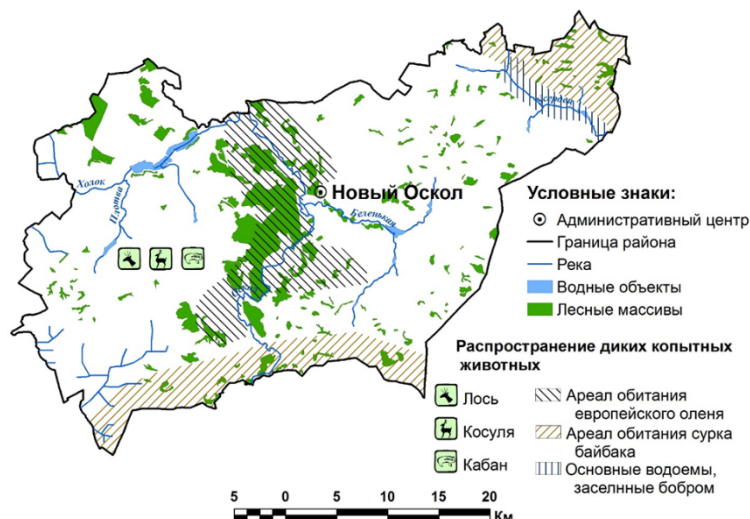 Холок
Плотва
Новый Оскол
Беленькая
Условные знаки:
Административный центр
Граница района
Река
Водные объекты
Лесные массивы
Распространение диких копытных
животных
Лось
Косуля
Кабан
Ареал обитания
европейского оленя
Ареал обитания сурка
байбака
Основные водоемы,
заселнные бобром
5 0 5 10 15 20
Км